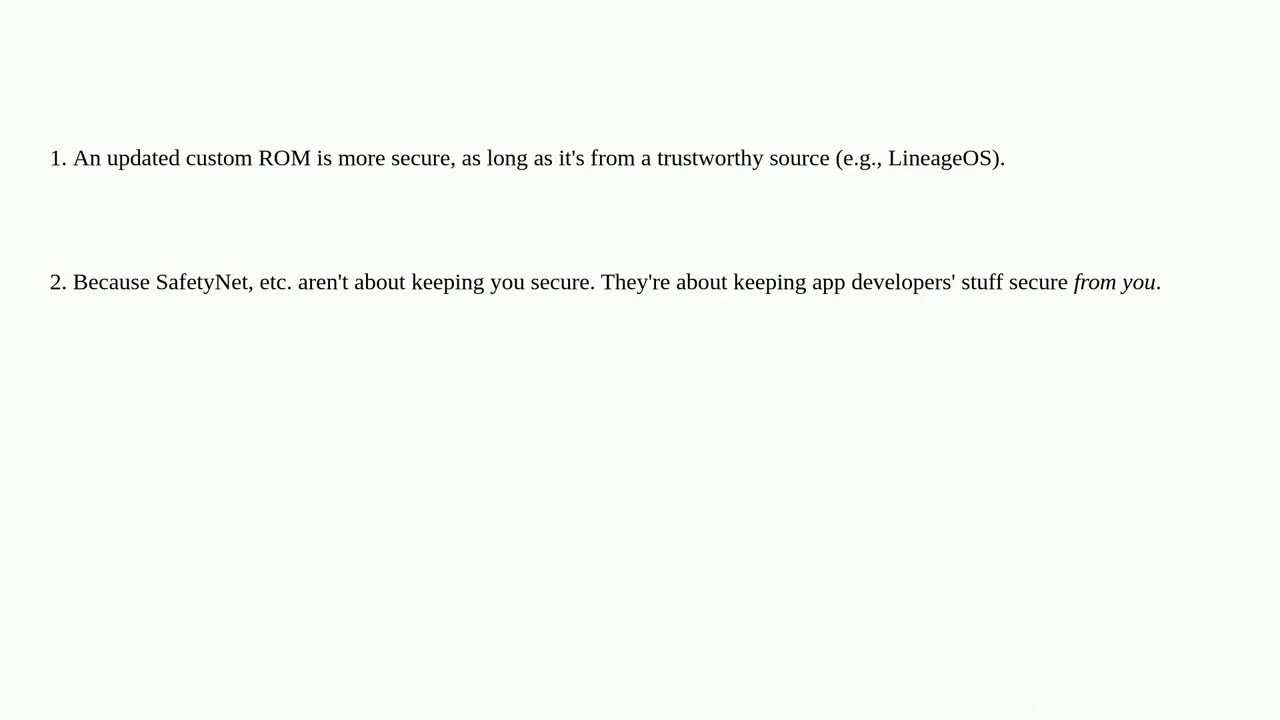 1. An updated custom ROM is more secure, as long as it's from a trustworthy source (e.g., LineageOS).
2. Because SafetyNet, etc. aren't about keeping you secure. They're about keeping app developers' stuff secure from you.